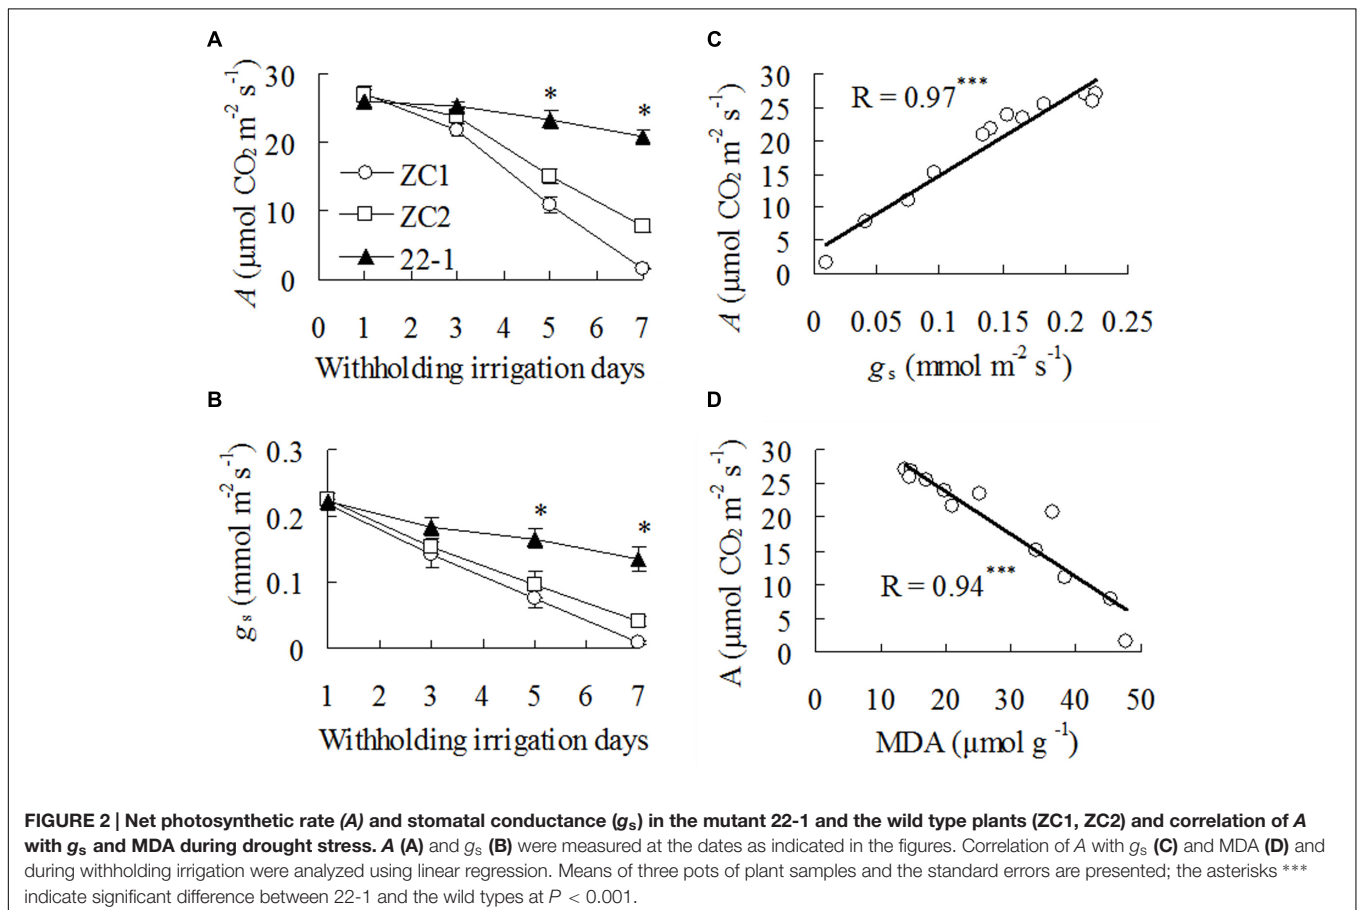 A
A (μmol CO2 m-2 s-1)
30
20
10
0
* *
ZC1
ZC2
22-1
0 1 2 3 4 5 6 7
Withholding irrigation days
B
gs (mmol m-2 s-1)
0.3
0.2
0.1
0
* *
1 2 3 4 5 6 7
Withholding irrigation days
C
A (μmol CO2 m-2 s-1)
30
25
20
15
10
5
0
R = 0.97***
0 0.05 0.1 0.15 0.2 0.25
gs (mmol m-2 s-1)
D
A (μmol CO2 m-2 s-1)
30
25
20
15
10
5
0
R = 0.94***
0 10 20 30 40 50
MDA (μmol g -1)
FIGURE 2 | Net photosynthetic rate (A) and stomatal conductance (gs) in the mutant 22-1 and the wild type plants (ZC1, ZC2) and correlation of A
with gs and MDA during drought stress. A (A) and gs (B) were measured at the dates as indicated in the figures. Correlation of A with gs (C) and MDA (D) and
during withholding irrigation were analyzed using linear regression. Means of three pots of plant samples and the standard errors are presented; the asterisks ***
indicate significant difference between 22-1 and the wild types at P < 0.001.